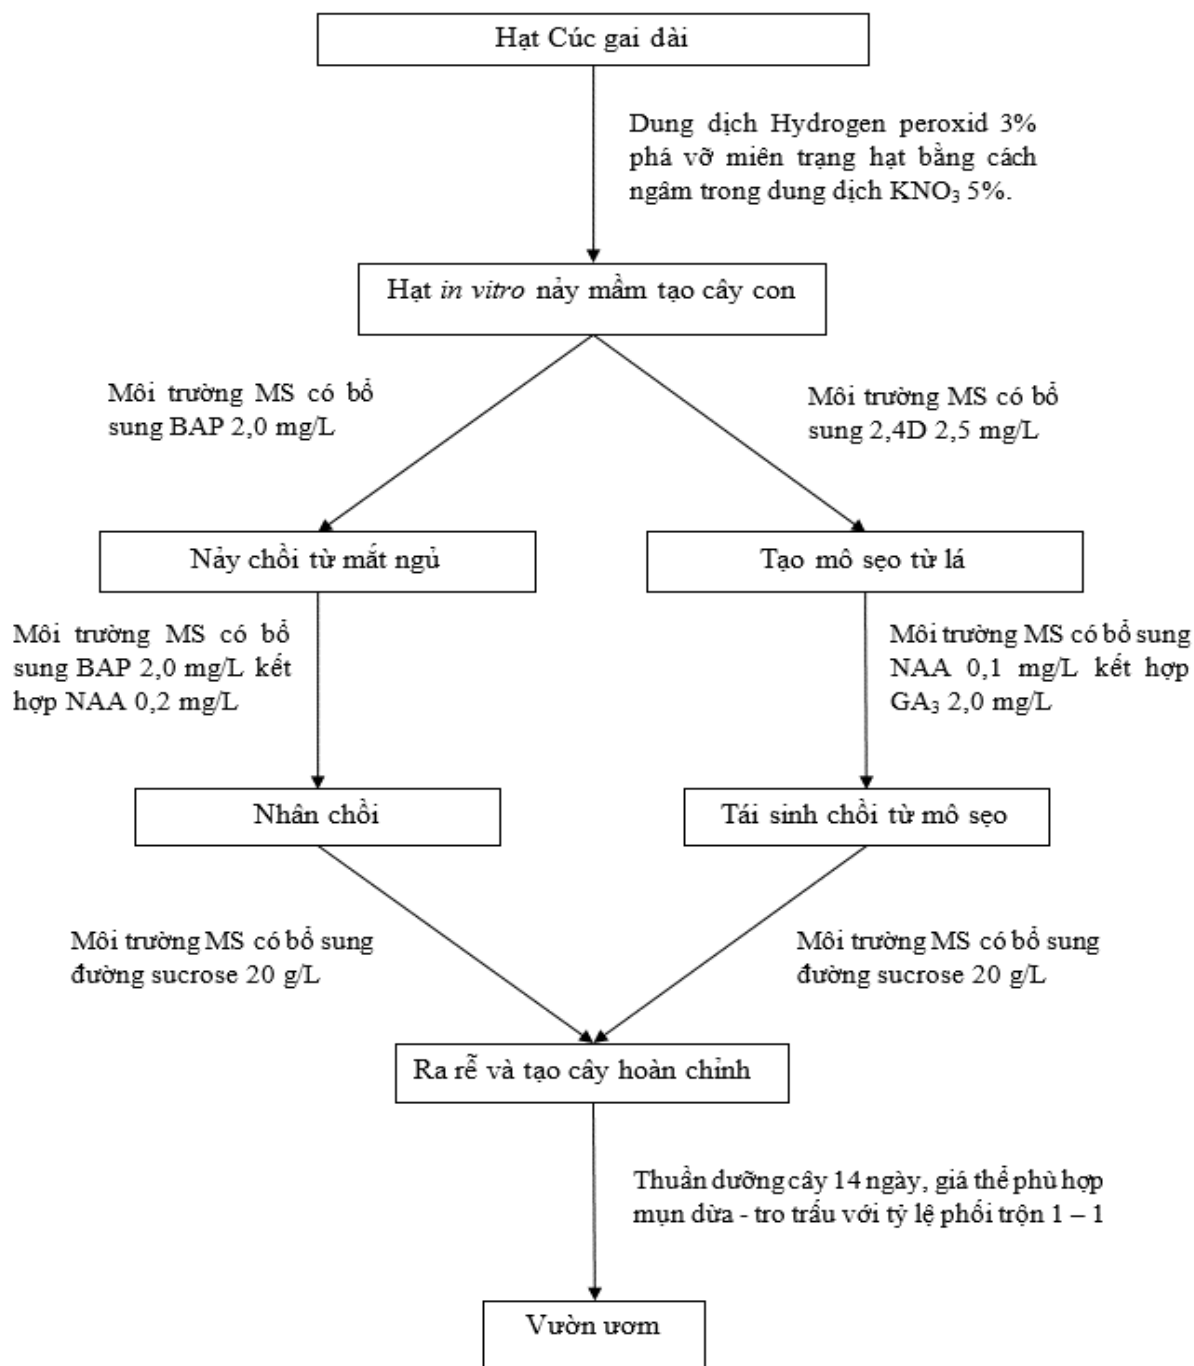 Hạt Cúc gai dài
Dung dịch Hydrogen peroxid 3%
phá vỡ miên trạng hạt bằng cách
ngâm trong dung dịch KNO₃ 5%.
Hạt in vitro nảy mầm tạo cây con
Môi trường MS có bổ
sung BAP 2,0 mg/L
Môi trường MS có bổ
sung 2,4D 2,5 mg/L
Nảy chồi từ mắt ngủ
Tạo mô sẹo từ lá
Môi trường MS có bổ
sung BAP 2,0 mg/L kết
hợp NAA 0,2 mg/L
Môi trường MS có bổ sung
NAA 0,1 mg/L kết hợp
GA₃ 2,0 mg/L
Nhân chồi
Tái sinh chồi từ mô sẹo
Môi trường MS có bổ sung
đường sucrose 20 g/L
Môi trường MS có bổ sung
đường sucrose 20 g/L
Ra rễ và tạo cây hoàn chỉnh
Thuần dưỡng cây 14 ngày, giá thể phù hợp
mụn dừa - tro trấu với tỷ lệ phối trộn 1 – 1
Vườn ươm